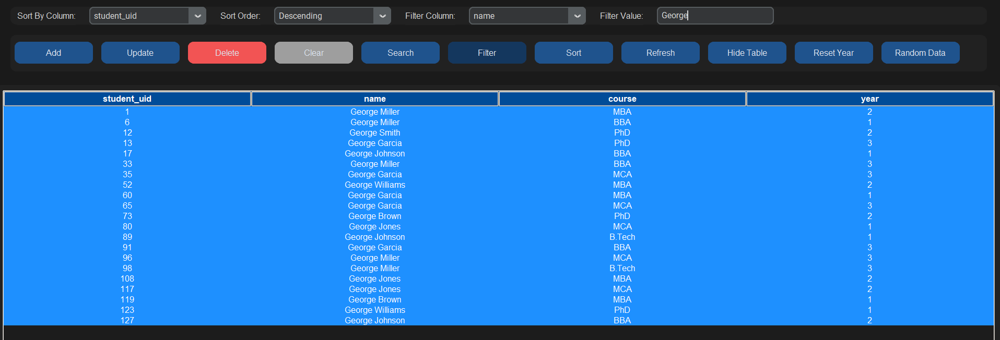 Sort By Column: student_uid Sort Order: Descending Filter Column: name Filter Value: George
Add Update Delete Clear Search Filter Sort Refresh Hide Table Reset Year Random Data
student_uid name course year
1 George Miller MBA 2
6 George Miller BBA 1
12 George Smith PhD 2
13 George Garcia PhD 3
17 George Johnson BBA 1
33 George Miller BBA 3
35 George Garcia MCA 3
52 George Williams MBA 2
60 George Garcia MBA 1
65 George Garcia MCA 3
73 George Brown PhD 2
80 George Jones MCA 1
89 George Johnson B.Tech 1
91 George Garcia BBA 3
96 George Miller MCA 3
98 George Miller B.Tech 3
108 George Jones MBA 2
117 George Jones MCA 2
119 George Brown MBA 1
123 George Williams PhD 1
127 George Johnson BBA 2